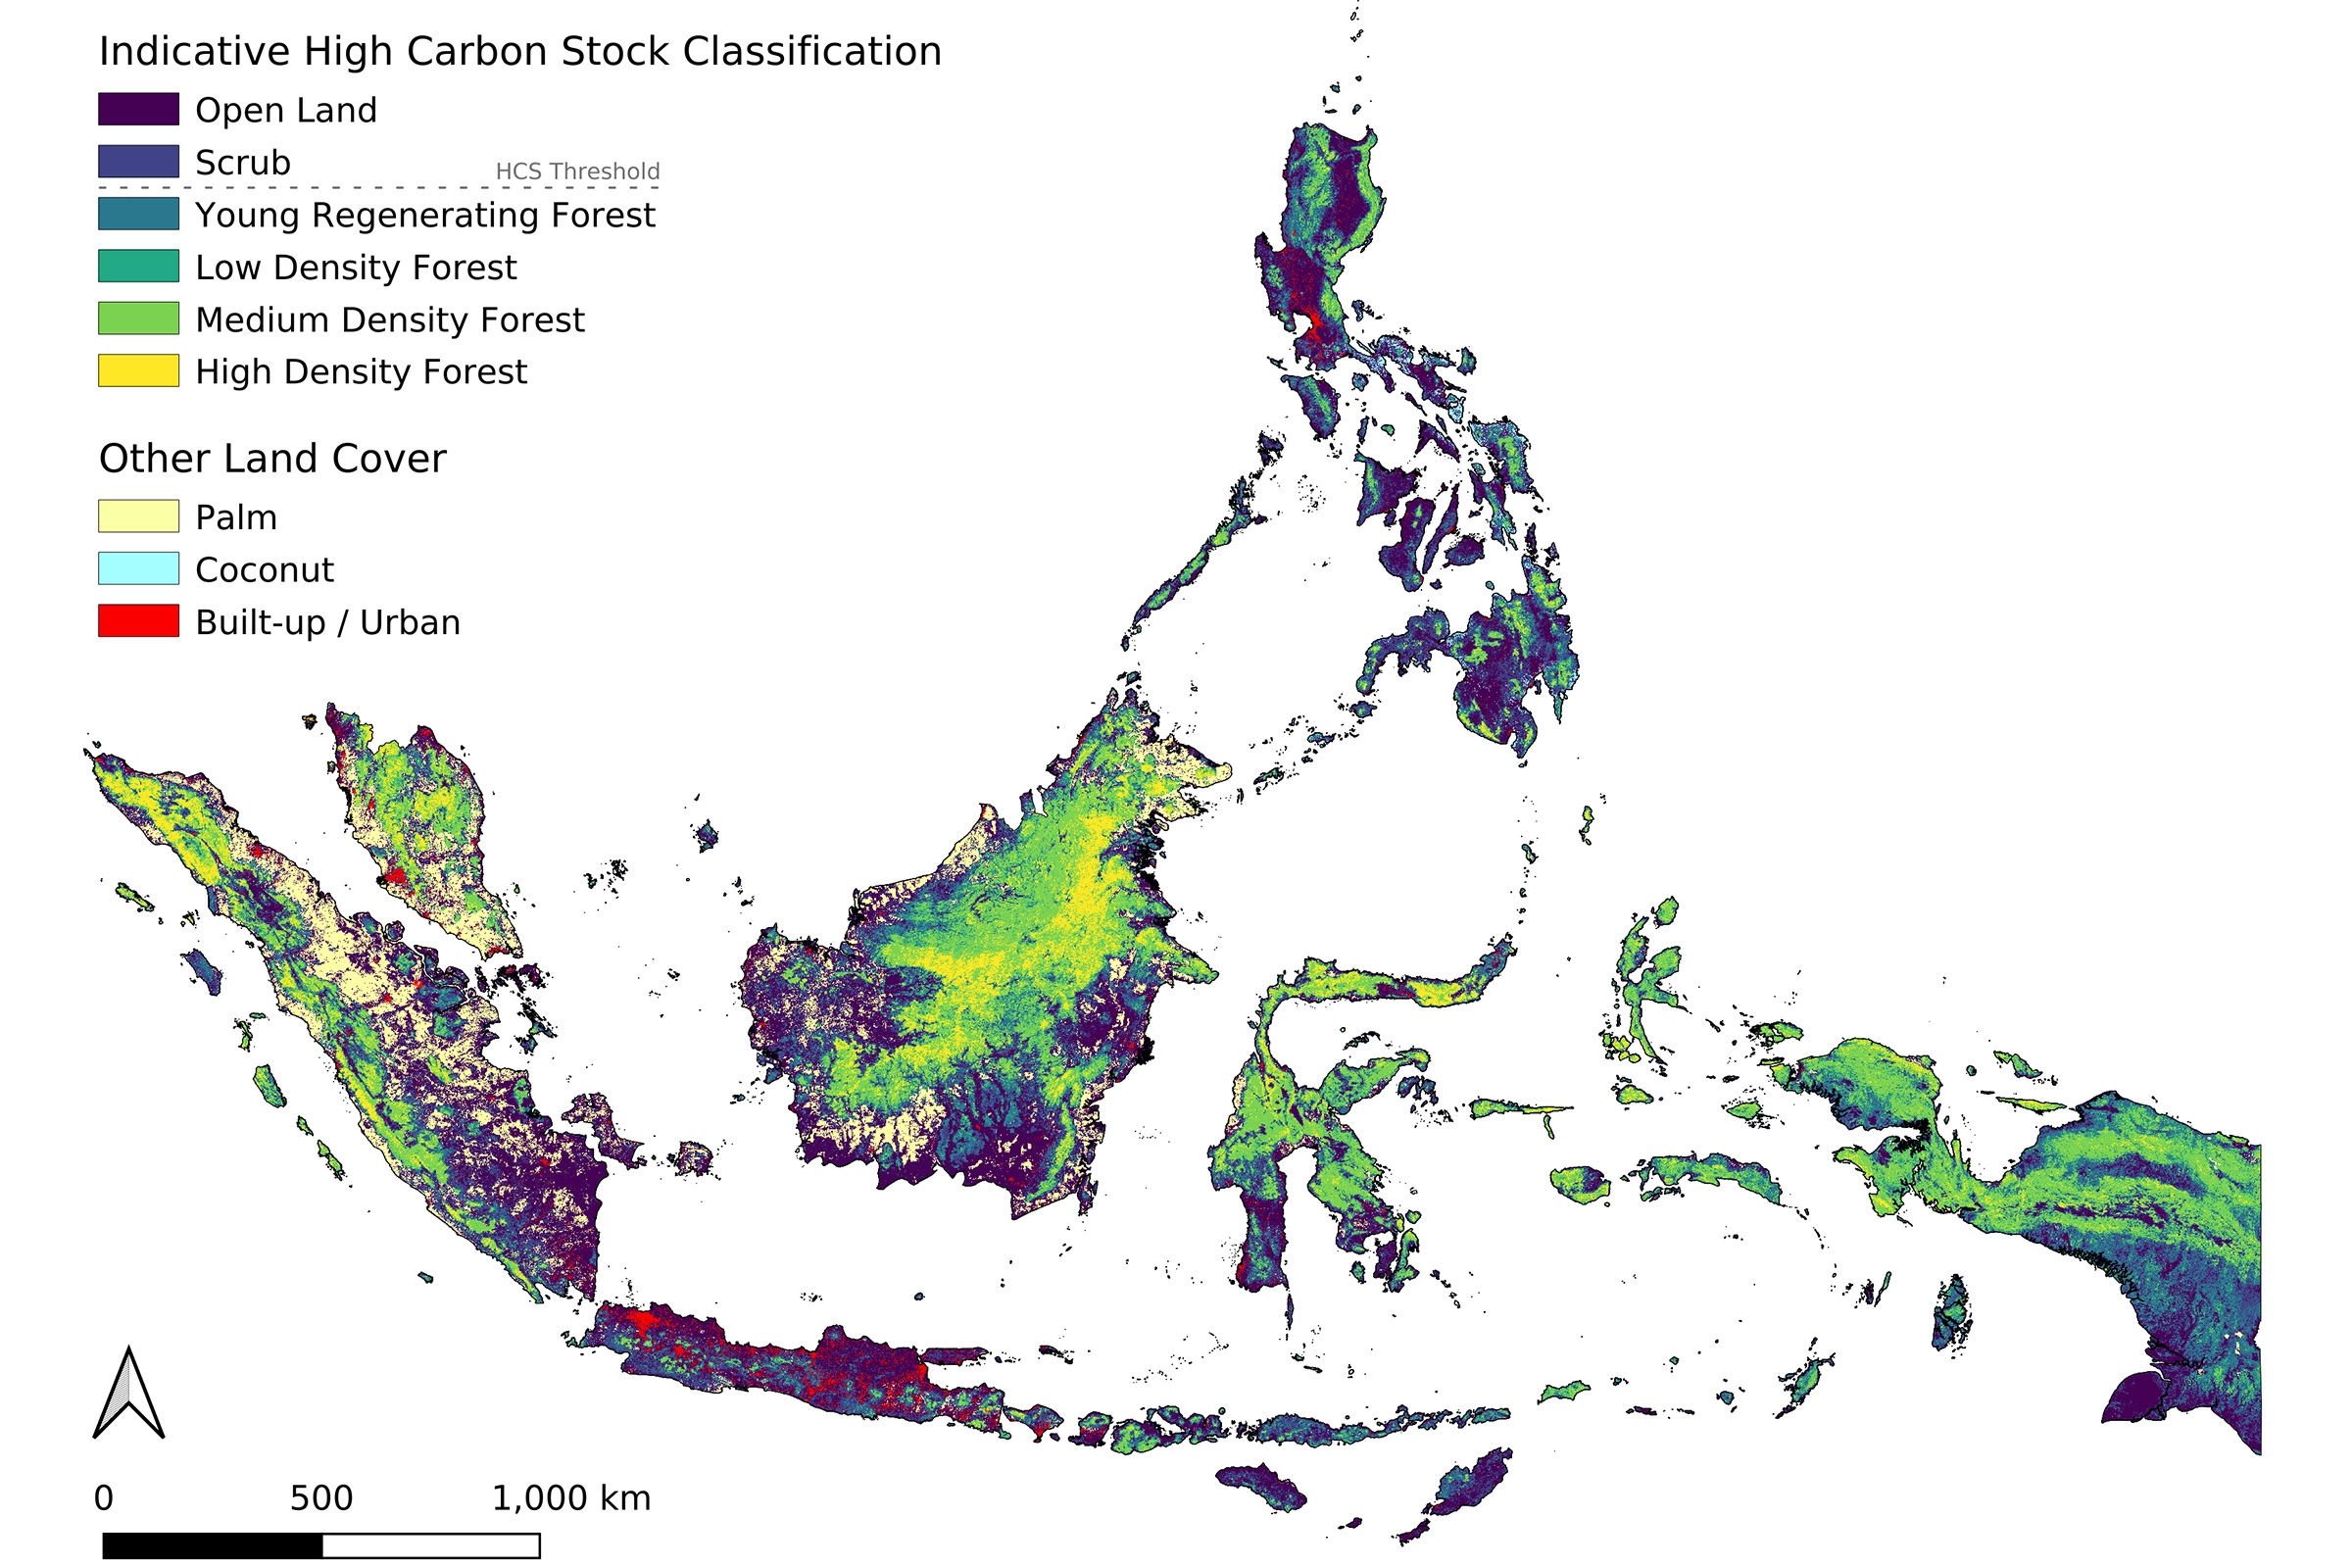 Indicative High Carbon Stock Classification
Open Land
Scrub
HCS Threshold
Young Regenerating Forest
Low Density Forest
Medium Density Forest
High Density Forest
Other Land Cover
Palm
Coconut
Built-up / Urban
0 500 1,000 km